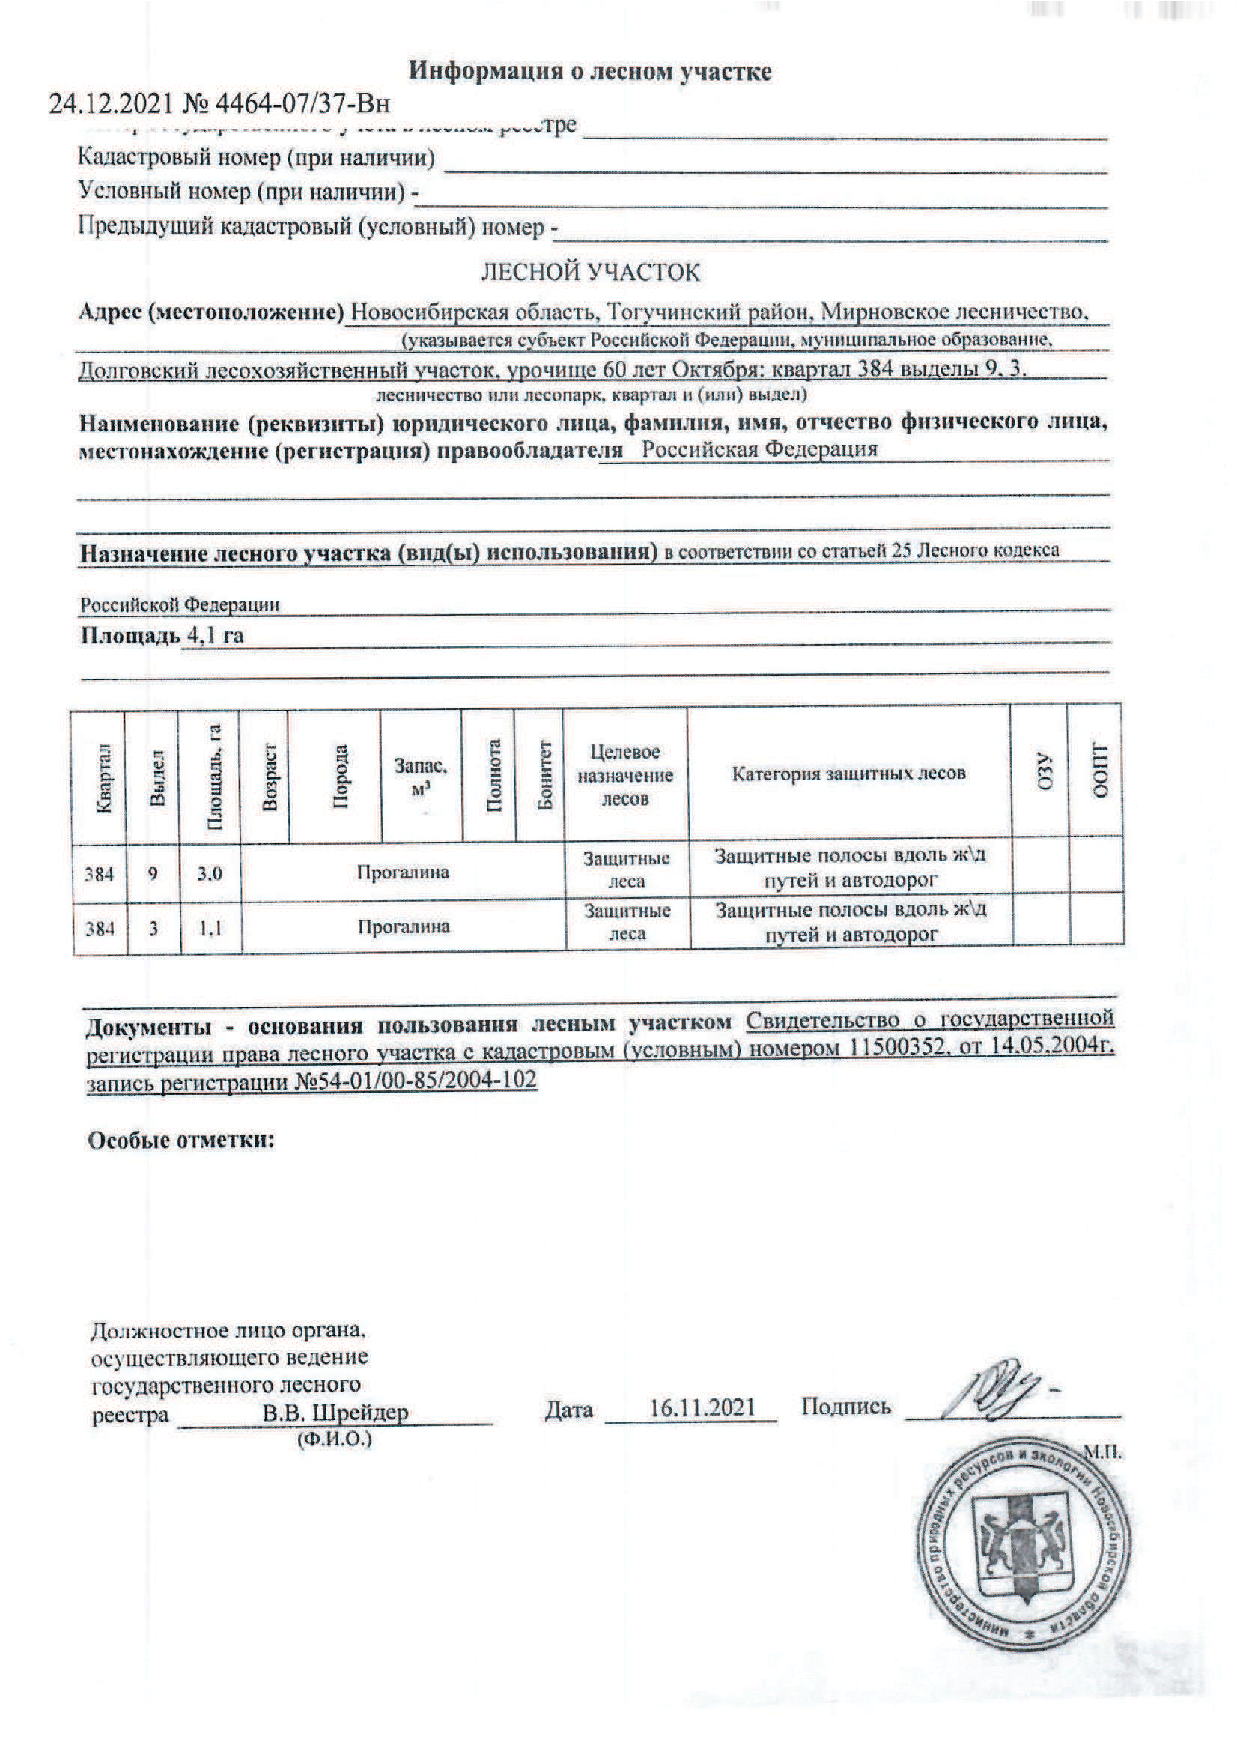 Информация о лесном участке
24.12.2021 № 4464-07/37-Вн
учета в лесном реестре
Кадастровый номер (при наличии)
Условный номер (при наличии) -
Предыдущий кадастровый (условный) номер -
ЛЕСНОЙ УЧАСТОК
Адрес (местоположение) Новосибирская область, Тогучинский район, Мирновское лесничество,
(указывается субъект Российской Федерации, муниципальное образование,
Долговский лесохозяйственный участок, урочище 60 лет Октября: квартал 384 выделы 9, 3.
лесничество или лесопарк, квартал и (или) выдел)
Наименование (реквизиты) юридического лица, фамилия, имя, отчество физического лица,
местонахождение (регистрация) правообладателя Российская Федерация
Назначение лесного участка (вид(ы) использования) в соответствии со статьей 25 Лесного кодекса
Российской Федерации
Площадь 4,1 га
Квартал Выдел Площадь, га Возраст Порода Запас, м³ Полнота Бонитет Целевое назначение лесов Категория защитных лесов ОЗУ ООПТ
384 9 3,0 Прогалина Защитные леса Защитные полосы вдоль ж\д путей и автодорог
384 3 1,1 Прогалина Защитные леса Защитные полосы вдоль ж\д путей и автодорог
Документы - основания пользования лесным участком Свидетельство о государственной
регистрации права лесного участка с кадастровым (условным) номером 11500352, от 14.05.2004г,
запись регистрации №54-01/00-85/2004-102
Особые отметки:
Должностное лицо органа,
осуществляющего ведение
государственного лесного
реестра В.В. Шрейдер Дата 16.11.2021 Подпись
(Ф.И.О.)
М.П.
министерство природных ресурсов и экологии Новосибирской области